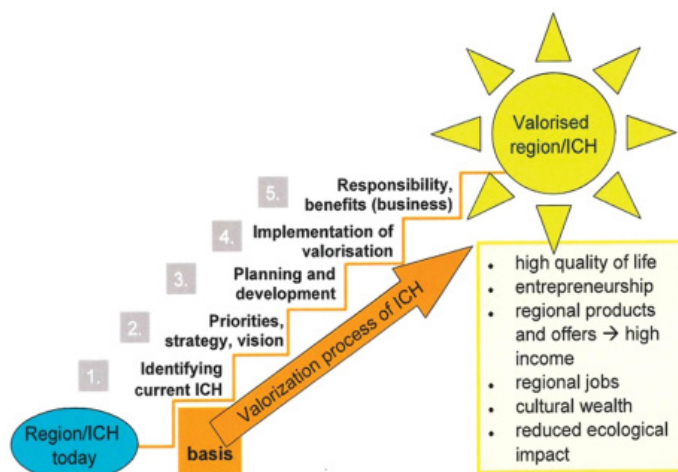 Valorised
region/ICH
5.
Responsibility,
benefits (business)
4.
Implementation of
valorisation
3.
Planning and
development
2.
Priorities,
strategy, vision
1.
Identifying
current ICH
Region/ICH
today
basis
Valorization process of ICH
• high quality of life
• entrepreneurship
• regional products
and offers → high
income
• regional jobs
• cultural wealth
• reduced ecological
impact